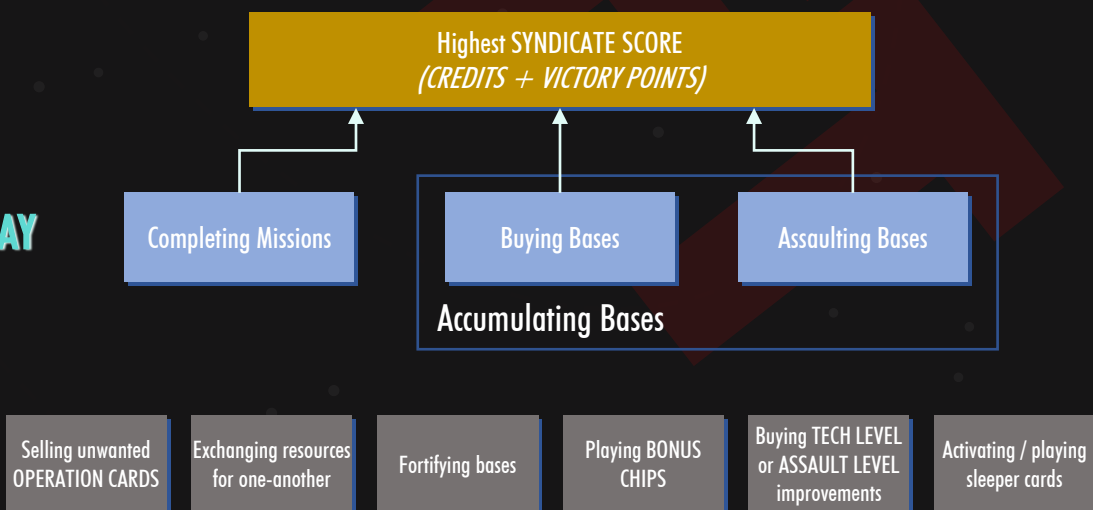 Highest SYNDICATE SCORE
(CREDITS + VICTORY POINTS)
AY
Completing Missions
Buying Bases
Assaulting Bases
Accumulating Bases
Selling unwanted
OPERATION CARDS
Exchanging resources
for one-another
Fortifying bases
Playing BONUS
CHIPS
Buying TECH LEVEL
or ASSAULT LEVEL
improvements
Activating / playing
sleeper cards